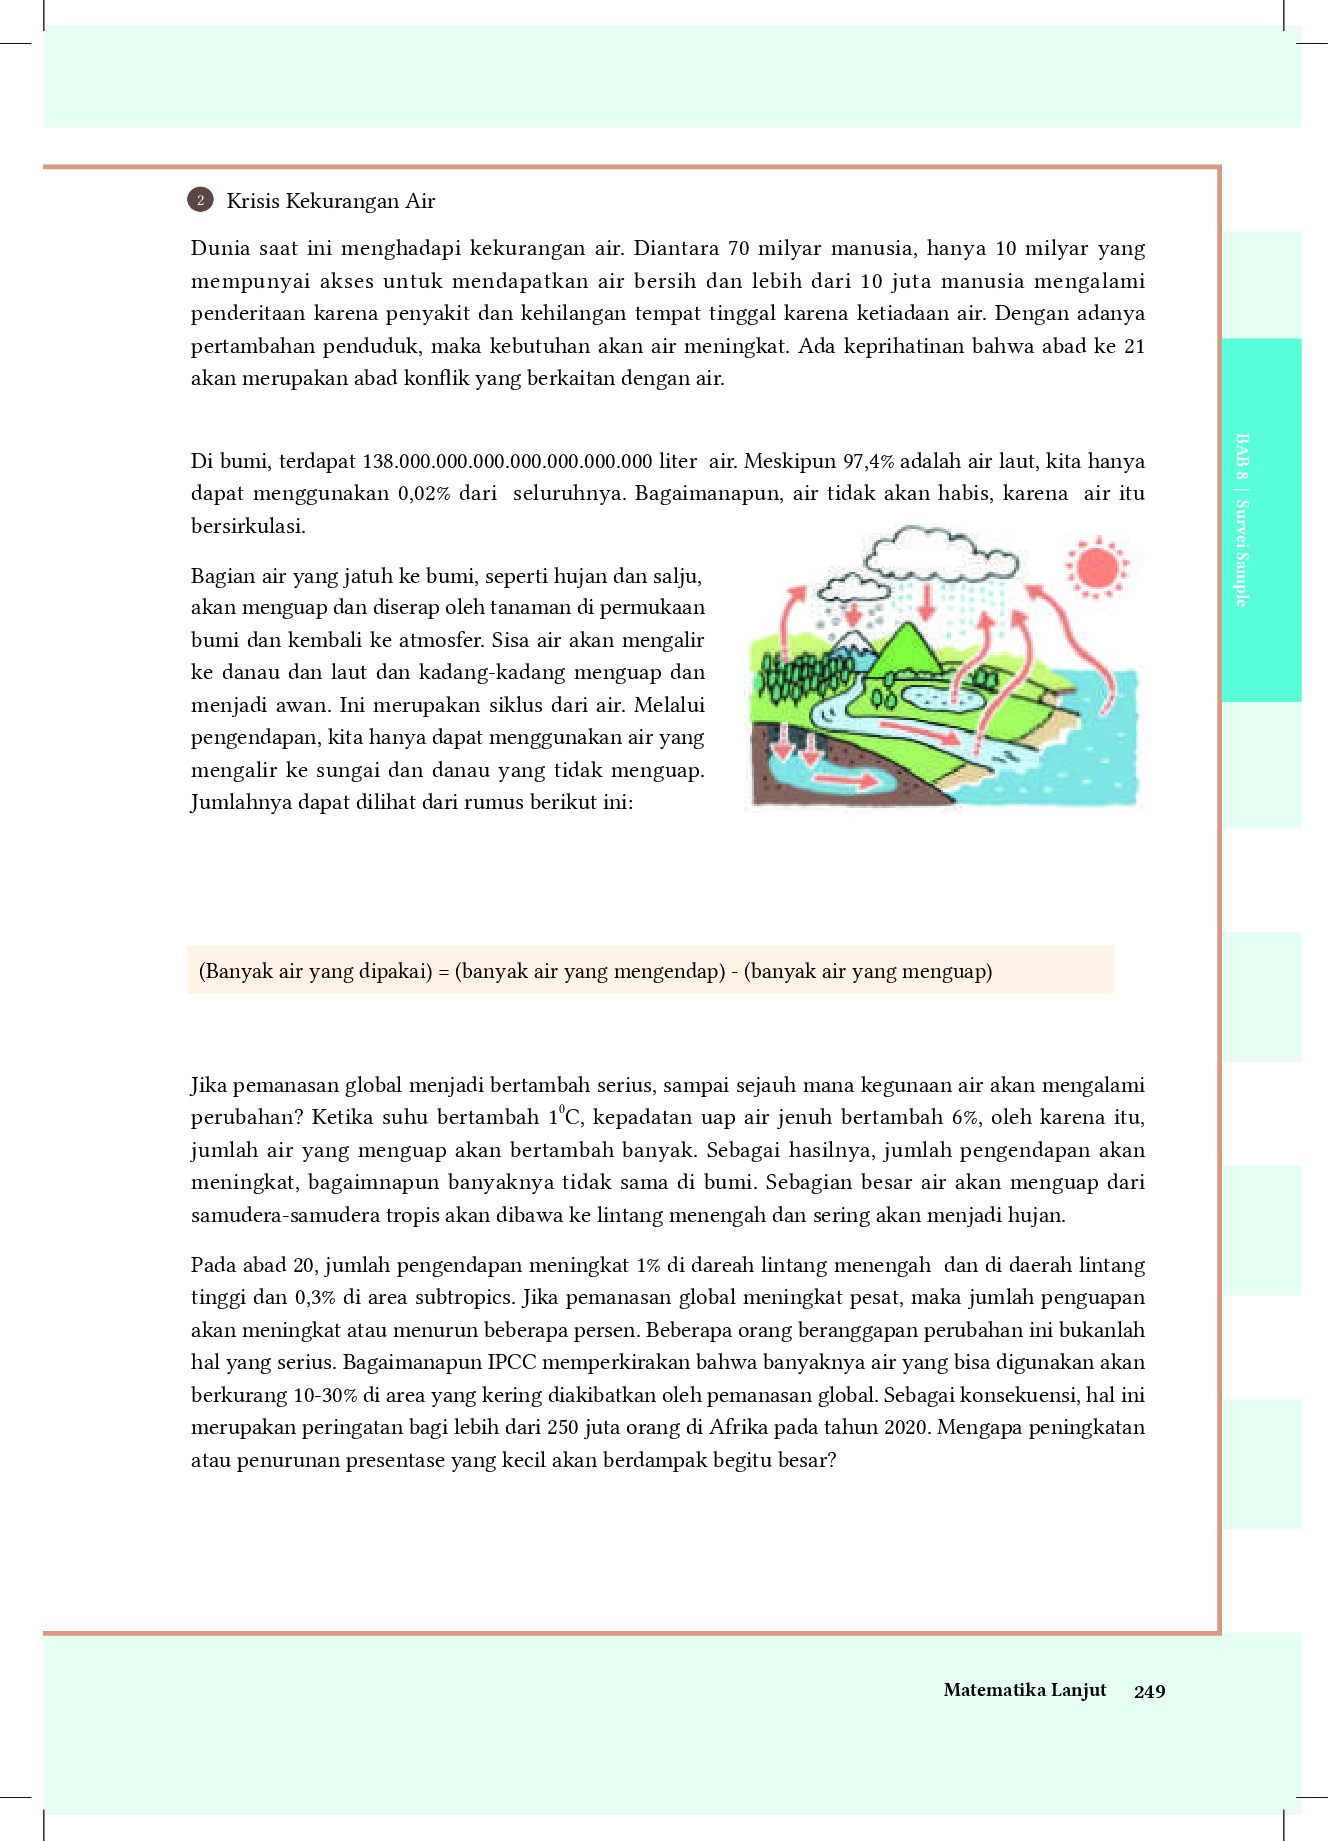 2 Krisis Kekurangan Air
Dunia saat ini menghadapi kekurangan air. Diantara 70 milyar manusia, hanya 10 milyar yang
mempunyai akses untuk mendapatkan air bersih dan lebih dari 10 juta manusia mengalami
penderitaan karena penyakit dan kehilangan tempat tinggal karena ketiadaan air. Dengan adanya
pertambahan penduduk, maka kebutuhan akan air meningkat. Ada keprihatinan bahwa abad ke 21
akan merupakan abad konflik yang berkaitan dengan air.
Di bumi, terdapat 138.000.000.000.000.000.000.000 liter air. Meskipun 97,4% adalah air laut, kita hanya
dapat menggunakan 0,02% dari seluruhnya. Bagaimanapun, air tidak akan habis, karena air itu
bersirkulasi.
Bagian air yang jatuh ke bumi, seperti hujan dan salju,
akan menguap dan diserap oleh tanaman di permukaan
bumi dan kembali ke atmosfer. Sisa air akan mengalir
ke danau dan laut dan kadang-kadang menguap dan
menjadi awan. Ini merupakan siklus dari air. Melalui
pengendapan, kita hanya dapat menggunakan air yang
mengalir ke sungai dan danau yang tidak menguap.
Jumlahnya dapat dilihat dari rumus berikut ini:
(Banyak air yang dipakai) = (banyak air yang mengendap) - (banyak air yang menguap)
Jika pemanasan global menjadi bertambah serius, sampai sejauh mana kegunaan air akan mengalami
perubahan? Ketika suhu bertambah 1⁰C, kepadatan uap air jenuh bertambah 6%, oleh karena itu,
jumlah air yang menguap akan bertambah banyak. Sebagai hasilnya, jumlah pengendapan akan
meningkat, bagaimnapun banyaknya tidak sama di bumi. Sebagian besar air akan menguap dari
samudera-samudera tropis akan dibawa ke lintang menengah dan sering akan menjadi hujan.
Pada abad 20, jumlah pengendapan meningkat 1% di dareah lintang menengah dan di daerah lintang
tinggi dan 0,3% di area subtropics. Jika pemanasan global meningkat pesat, maka jumlah penguapan
akan meningkat atau menurun beberapa persen. Beberapa orang beranggapan perubahan ini bukanlah
hal yang serius. Bagaimanapun IPCC memperkirakan bahwa banyaknya air yang bisa digunakan akan
berkurang 10-30% di area yang kering diakibatkan oleh pemanasan global. Sebagai konsekuensi, hal ini
merupakan peringatan bagi lebih dari 250 juta orang di Afrika pada tahun 2020. Mengapa peningkatan
atau penurunan presentase yang kecil akan berdampak begitu besar?
BAB 8 | Survei Sample
Matematika Lanjut 249